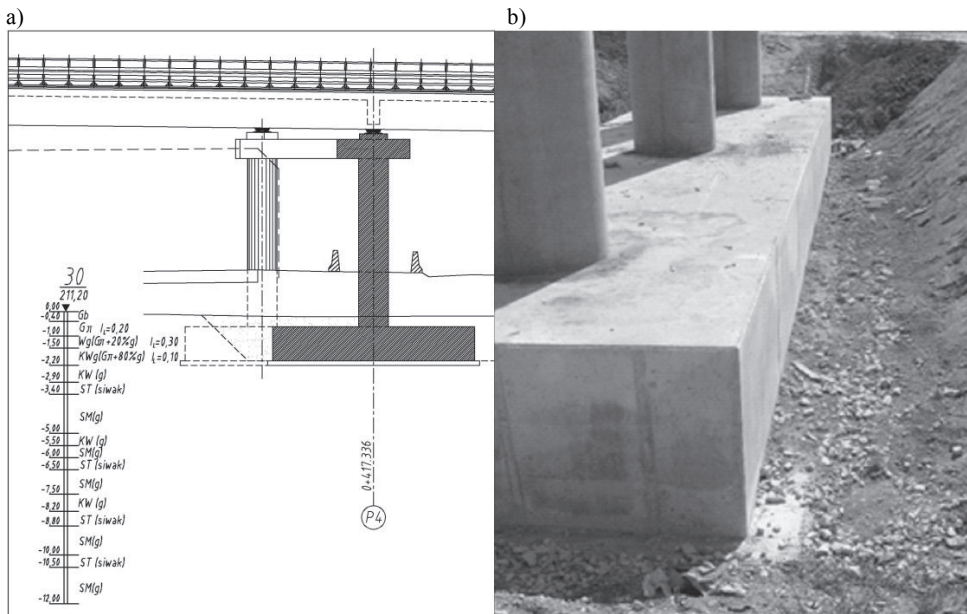 a)
b)
30
211,20
0,00
-0,40 Gb
Gπ Iʟ=0,20
-1,00
Wg(Gπ+20%g) Iʟ=0,30
-1,50
KWg(Gπ+80%g) Iʟ=0,10
-2,20
KW (g)
-2,90
ST (siwak)
-3,40
SM(g)
-5,00
KW (g)
-5,50
SM(g)
-6,00
ST (siwak)
-6,50
SM(g)
-7,50
KW (g)
-8,20
ST (siwak)
-8,80
SM(g)
-10,00
ST (siwak)
-10,50
SM(g)
-12,00
0+417.336
P4